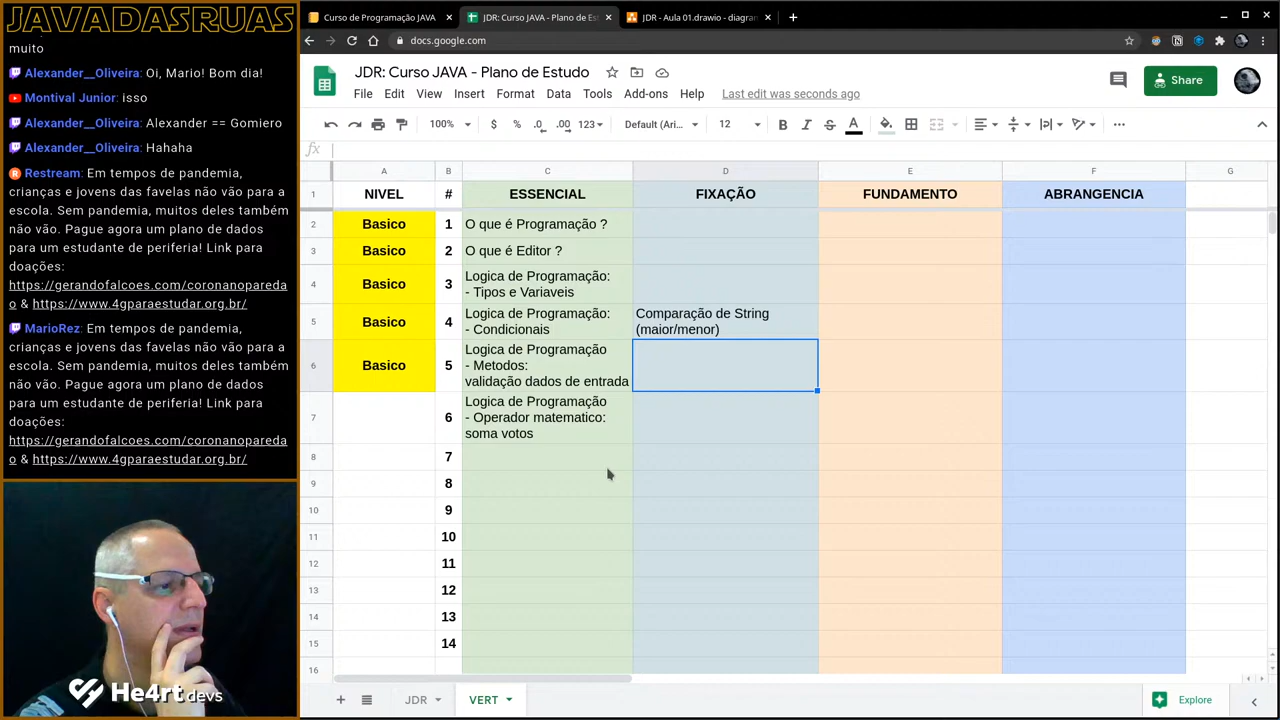 JAVADASRUAS
muito
Alexander__Oliveira: Oi, Mario! Bom dia!
Montival Junior: isso
Alexander__Oliveira: Alexander == Gomiero
Alexander__Oliveira: Hahaha
Restream: Em tempos de pandemia,
crianças e jovens das favelas não vão para a
escola. Sem pandemia, muitos deles também
não vão. Pague agora um plano de dados
para um estudante de periferia! Link para
doações:
https://gerandofalcoes.com/coronanopareda
o & https://www.4gparaestudar.org.br/
MarioRez: Em tempos de pandemia,
crianças e jovens das favelas não vão para a
escola. Sem pandemia, muitos deles também
não vão. Pague agora um plano de dados
para um estudante de periferia! Link para
doações:
https://gerandofalcoes.com/coronanopareda
o & https://www.4gparaestudar.org.br/
He4rt devs
Curso de Programação JAVA
JDR: Curso JAVA - Plano de Est
JDR - Aula 01.drawio - diagram
docs.google.com
JDR: Curso JAVA - Plano de Estudo
Share
File Edit View Insert Format Data Tools Add-ons Help Last edit was seconds ago
100% $ % .0 .00 123 Default (Ari... 12 B I S A
fx
A B C D E F G
1 NIVEL # ESSENCIAL FIXAÇÃO FUNDAMENTO ABRANGENCIA
2 Basico 1 O que é Programação ?
3 Basico 2 O que é Editor ?
4 Basico 3 Logica de Programação:
- Tipos e Variaveis
5 Basico 4 Logica de Programação: Comparação de String
- Condicionais (maior/menor)
6 Basico 5 Logica de Programação
- Metodos:
validação dados de entrada
7 6 Logica de Programação
- Operador matematico:
soma votos
8 7
9 8
10 9
11 10
12 11
13 12
14 13
15 14
16
JDR VERT Explore